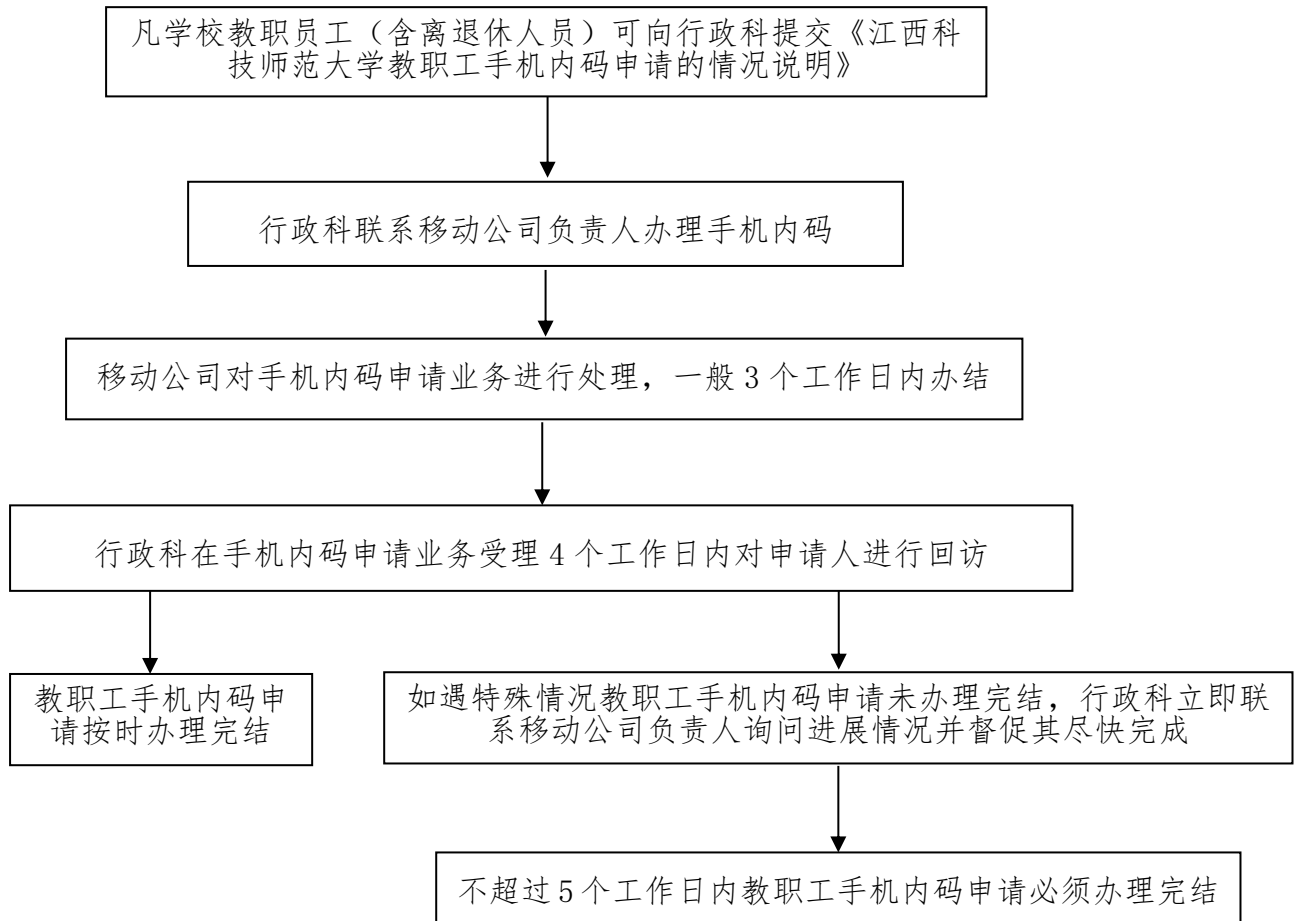 凡学校教职员工（含离退休人员）可向行政科提交《江西科
技师范大学教职工手机内码申请的情况说明》
行政科联系移动公司负责人办理手机内码
移动公司对手机内码申请业务进行处理，一般 3 个工作日内办结
行政科在手机内码申请业务受理 4 个工作日内对申请人进行回访
教职工手机内码申
请按时办理完结
如遇特殊情况教职工手机内码申请未办理完结，行政科立即联
系移动公司负责人询问进展情况并督促其尽快完成
不超过 5 个工作日内教职工手机内码申请必须办理完结